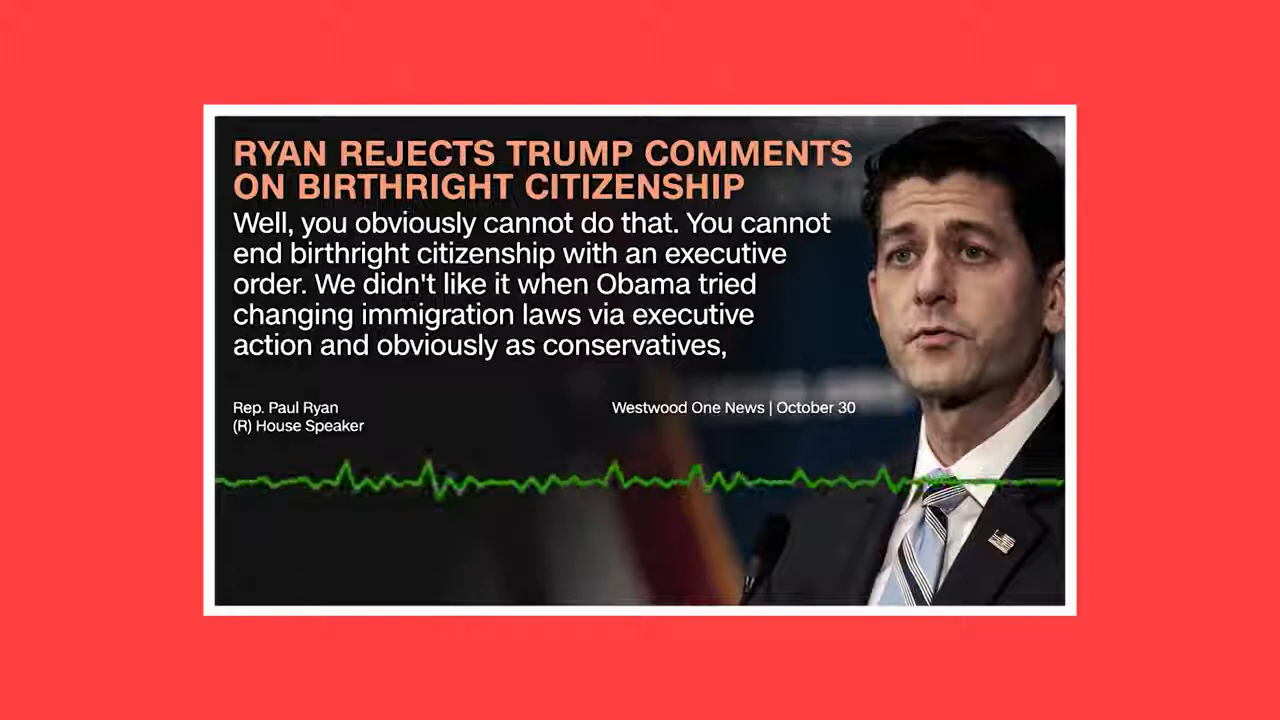 RYAN REJECTS TRUMP COMMENTS
ON BIRTHRIGHT CITIZENSHIP
Well, you obviously cannot do that. You cannot
end birthright citizenship with an executive
order. We didn't like it when Obama tried
changing immigration laws via executive
action and obviously as conservatives,
Rep. Paul Ryan
(R) House Speaker
Westwood One News | October 30